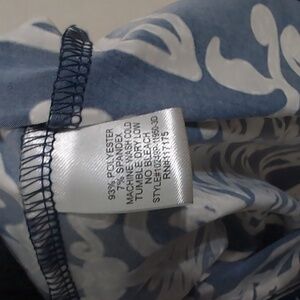 93% POLYESTER
7% SPANDEX
MACHINE WASH COLD
TUMBLE DRY LOW
NO BLEACH